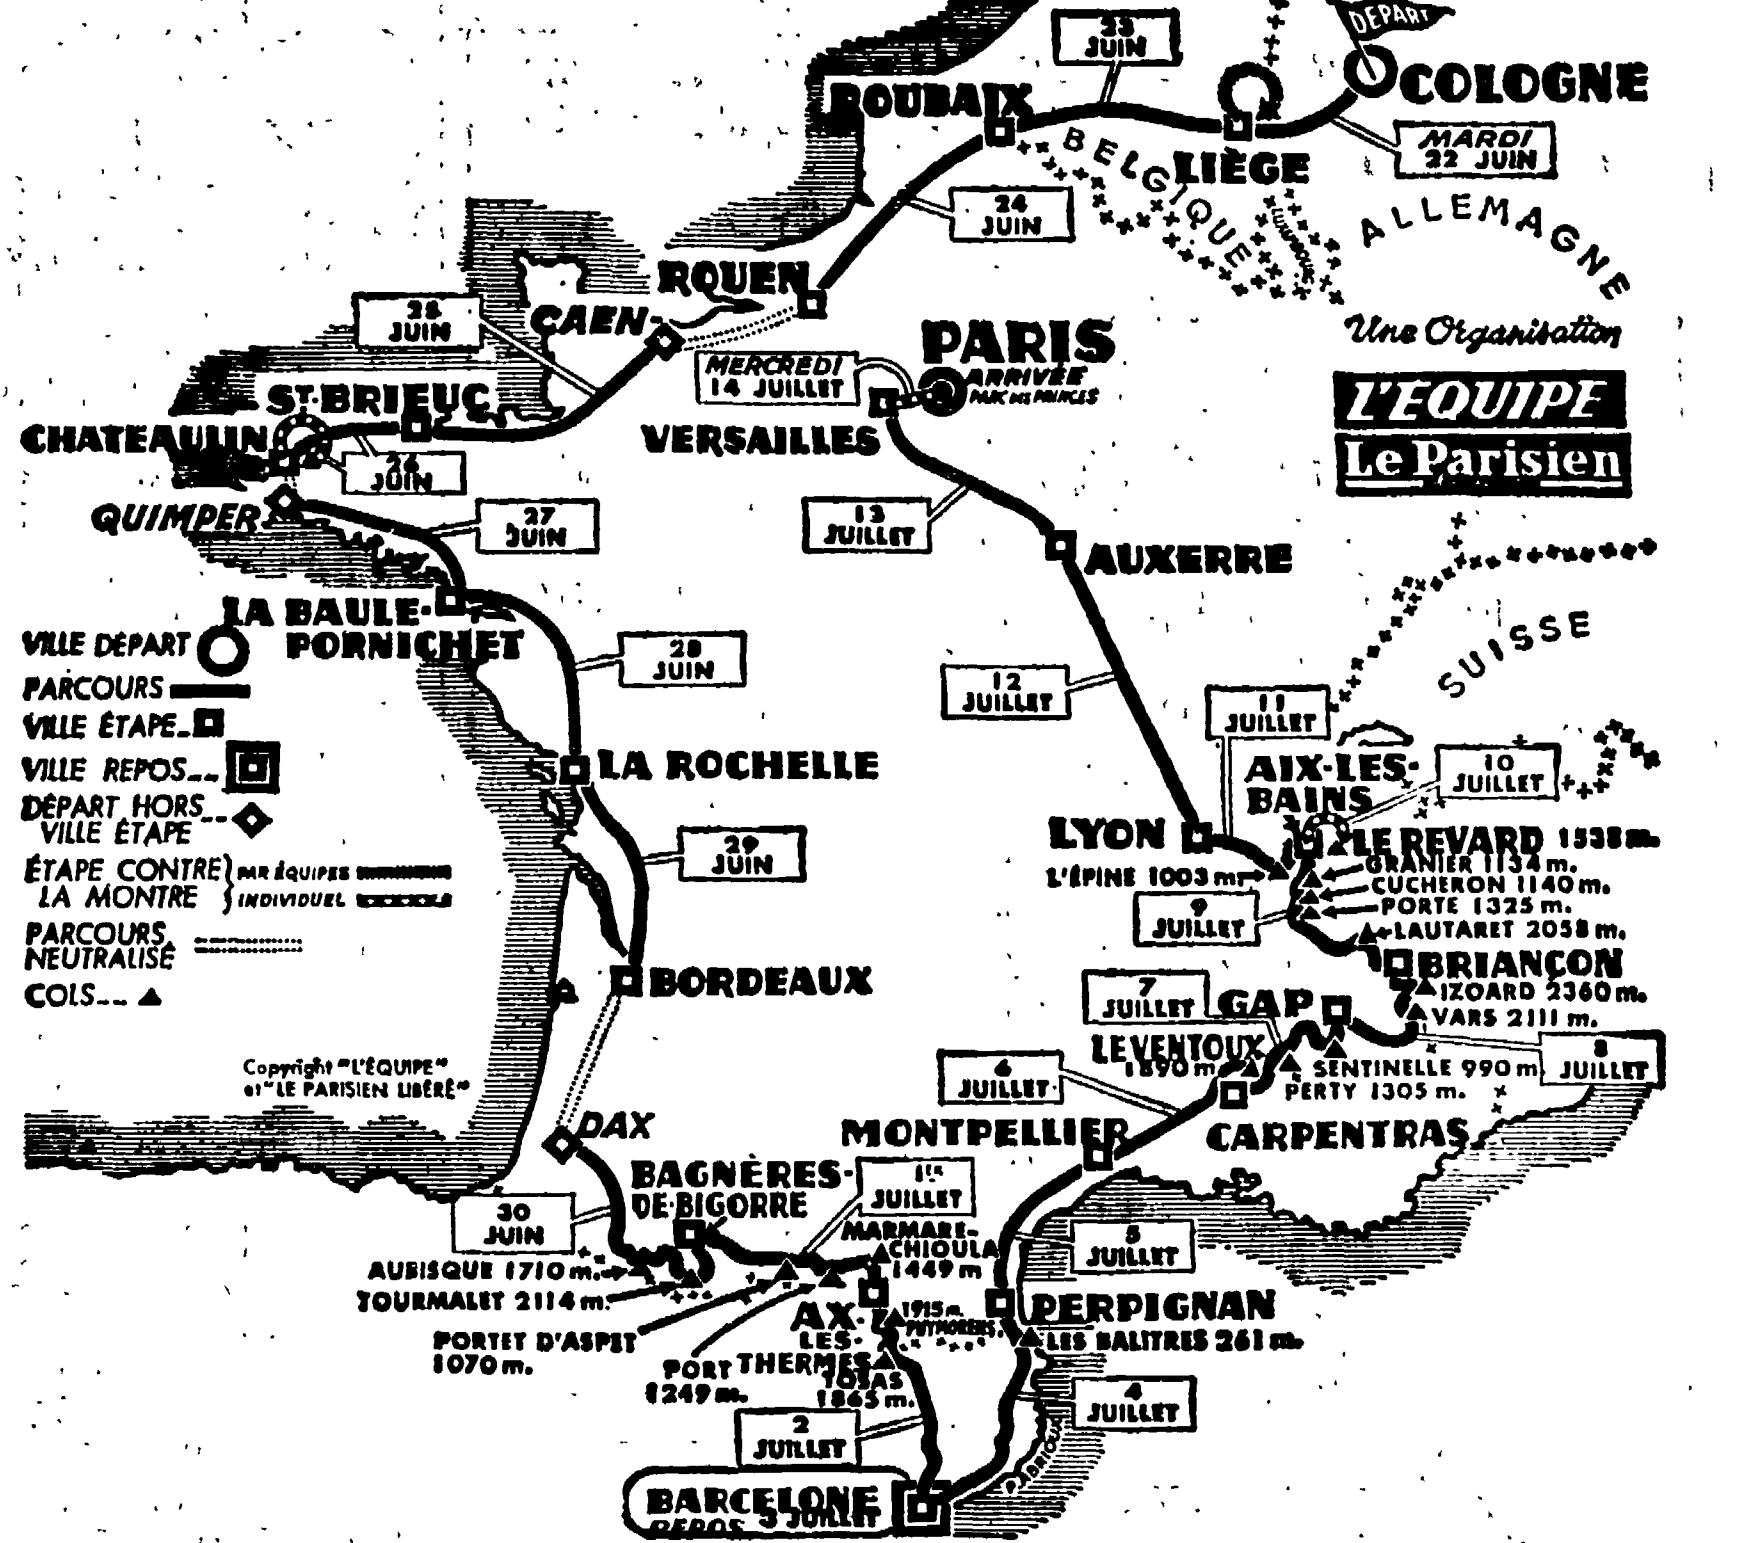 DEPART
COLOGNE
23
JUIN
ROUBAIX
LIÈGE
MARDI
22 JUIN
BELGIQUE
LUXEMBOURG
ALLEMAGNE
24
JUIN
ROUEN
CAEN
25
JUIN
Une Organisation
L'EQUIPE
Le Parisien
PARIS
ARRIVÉE
PARC DES PRINCES
MERCREDI
14 JUILLET
VERSAILLES
ST-BRIEUC
CHATEAULIN
26
JUIN
QUIMPER
27
JUIN
13
JUILLET
AUXERRE
LA BAULE-
PORNICHET
28
JUIN
SUISSE
VILLE DÉPART
PARCOURS
VILLE ÉTAPE
VILLE REPOS
DÉPART HORS
VILLE ÉTAPE
ÉTAPE CONTRE
LA MONTRE
PAR ÉQUIPES
INDIVIDUEL
PARCOURS
NEUTRALISÉ
COLS
12
JUILLET
11
JUILLET
LA ROCHELLE
AIX-LES-
BAINS
10
JUILLET
LYON
LE REVARD 1538 m.
GRANIER 1134 m.
L'ÉPINE 1003 m.
CUCHERON 1140 m.
PORTE 1325 m.
29
JUIN
9
JUILLET
LAUTARET 2058 m.
BRIANÇON
IZOARD 2360 m.
VARS 2111 m.
BORDEAUX
7
JUILLET
GAP
LE VENTOUX
1890 m.
SENTINELLE 990 m.
PERTY 1305 m.
8
JUILLET
6
JUILLET
Copyright "L'ÉQUIPE"
et "LE PARISIEN LIBÉRÉ"
DAX
MONTPELLIER
CARPENTRAS
BAGNÈRES-
DE-BIGORRE
1er
JUILLET
30
JUIN
MARMARE-
CHIOULA
1449 m
5
JUILLET
AUBISQUE 1710 m.
TOURMALET 2114 m.
PORTET D'ASPET
1070 m.
PORT
1249 m.
AX-
LES-
THERMES
1915 m.
PUYMORENS
PERPIGNAN
LES BALITRES 261 m.
TOSAS
1865 m.
4
JUILLET
2
JUILLET
BARCELONE
REPOS 3 JUILLET